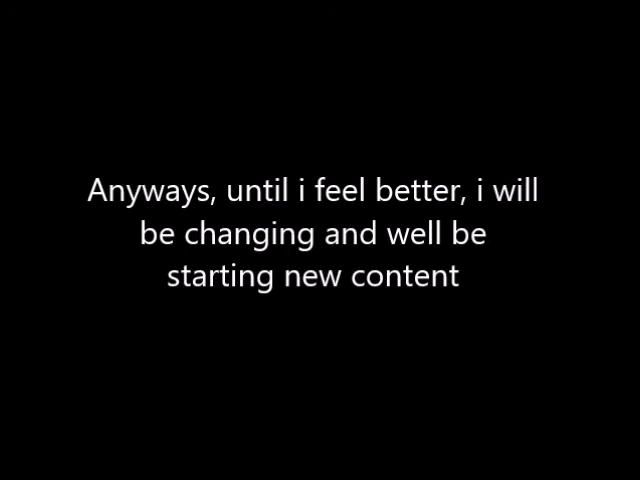 Anyways, until i feel better, i will
be changing and well be
starting new content